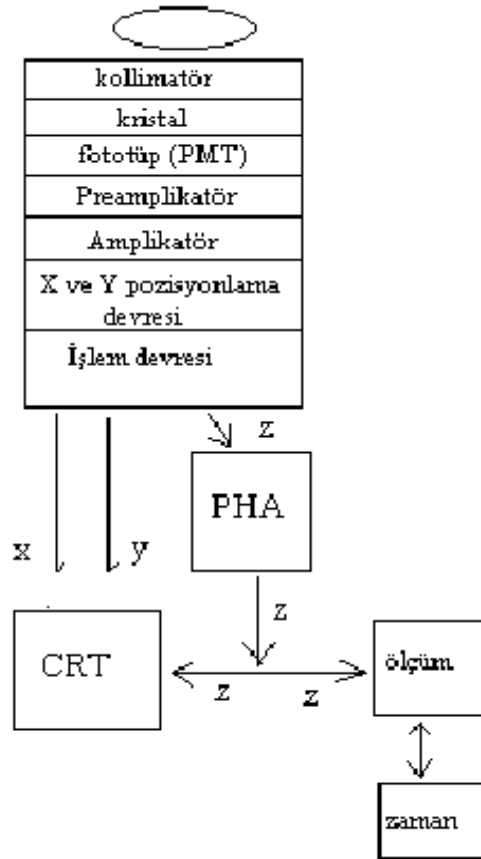 kollimatör
kristal
fototüp (PMT)
Preamplikatör
Amplikatör
X ve Y pozisyonlama
devresi
İşlem devresi
z
PHA
x
y
z
CRT
z
z
ölçüm
zaman